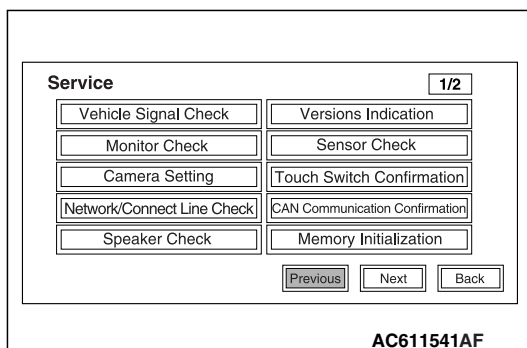 Service 1/2
Vehicle Signal Check Versions Indication
Monitor Check Sensor Check
Camera Setting Touch Switch Confirmation
Network/Connect Line Check CAN Communication Confirmation
Speaker Check Memory Initialization
Previous Next Back
AC611541AF